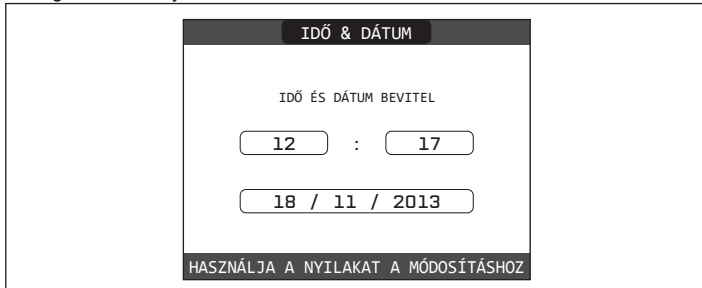 IDŐ & DÁTUM
IDŐ ÉS DÁTUM BEVITEL
12 : 17
18 / 11 / 2013
HASZNÁLJA A NYILAKAT A MÓDOSÍTÁSHOZ